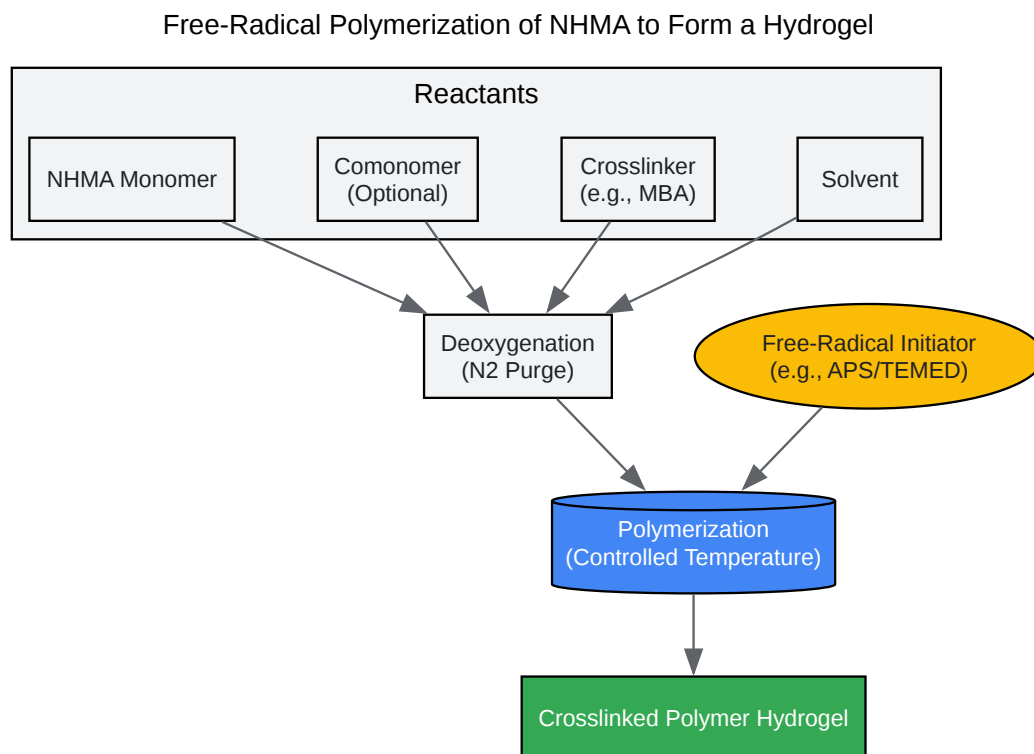 Free-Radical Polymerization of NHMA to Form a Hydrogel
Reactants
NHMA Monomer
Comonomer
(Optional)
Crosslinker
(e.g., MBA)
Solvent
Deoxygenation
(N2 Purge)
Free-Radical Initiator
(e.g., APS/TEMED)
Polymerization
(Controlled Temperature)
Crosslinked Polymer Hydrogel